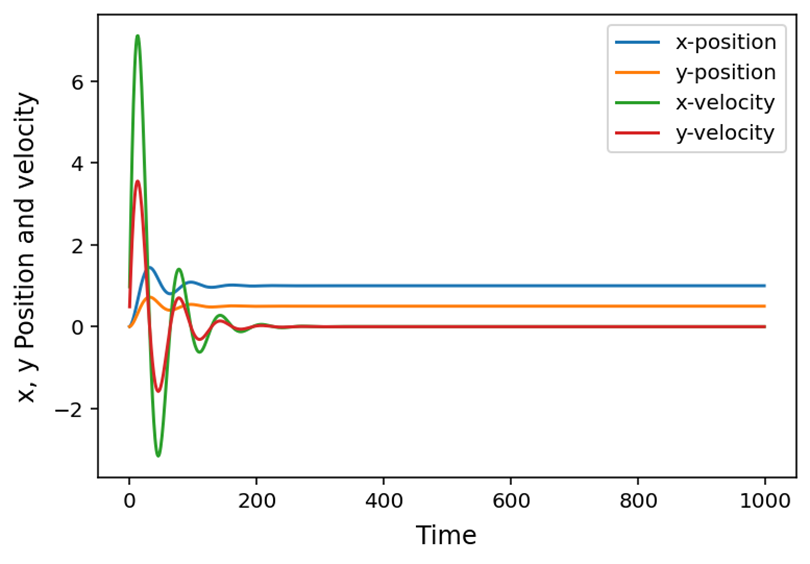 x-position
y-position
x-velocity
y-velocity
x, y Position and velocity
6
4
2
0
−2
0 200 400 600 800 1000
Time